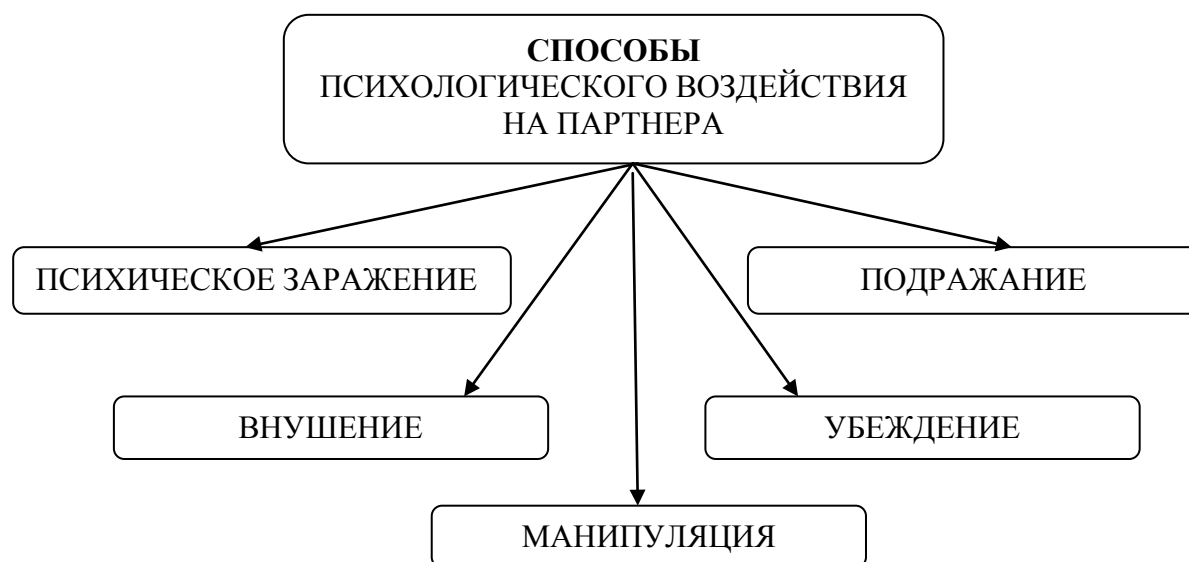 СПОСОБЫ
ПСИХОЛОГИЧЕСКОГО ВОЗДЕЙСТВИЯ
НА ПАРТНЕРА
ПСИХИЧЕСКОЕ ЗАРАЖЕНИЕ
ПОДРАЖАНИЕ
ВНУШЕНИЕ
УБЕЖДЕНИЕ
МАНИПУЛЯЦИЯ